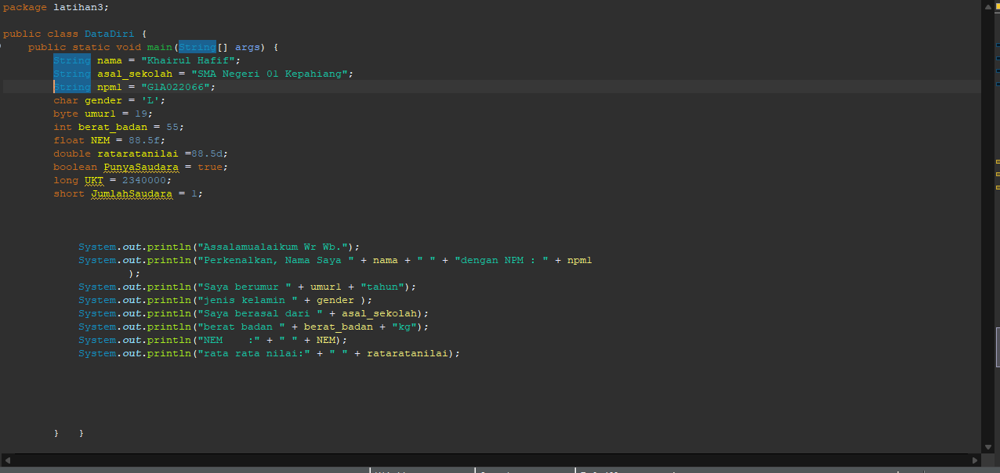 package latihan3;
public class DataDiri {
public static void main(String[] args) {
String nama = "Khairul Hafif";
String asal_sekolah = "SMA Negeri 01 Kepahiang";
String npm1 = "G1A022066";
char gender = 'L';
byte umur1 = 19;
int berat_badan = 55;
float NEM = 88.5f;
double rataratanilai =88.5d;
boolean PunyaSaudara = true;
long UKT = 2340000;
short JumlahSaudara = 1;
System.out.println("Assalamualaikum Wr Wb.");
System.out.println("Perkenalkan, Nama Saya " + nama + " " + "dengan NPM : " + npm1
);
System.out.println("Saya berumur " + umur1 + "tahun");
System.out.println("jenis kelamin " + gender );
System.out.println("Saya berasal dari " + asal_sekolah);
System.out.println("berat badan " + berat_badan + "kg");
System.out.println("NEM    :" + " " + NEM);
System.out.println("rata rata nilai:" + " " + rataratanilai);
}   }